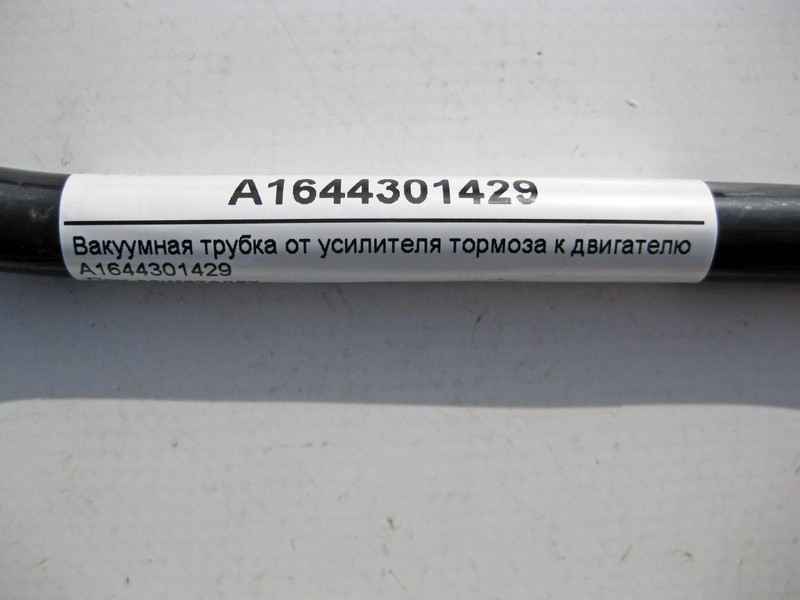 A1644301429
Вакуумная трубка от усилителя тормоза к двигателю
A1644301429